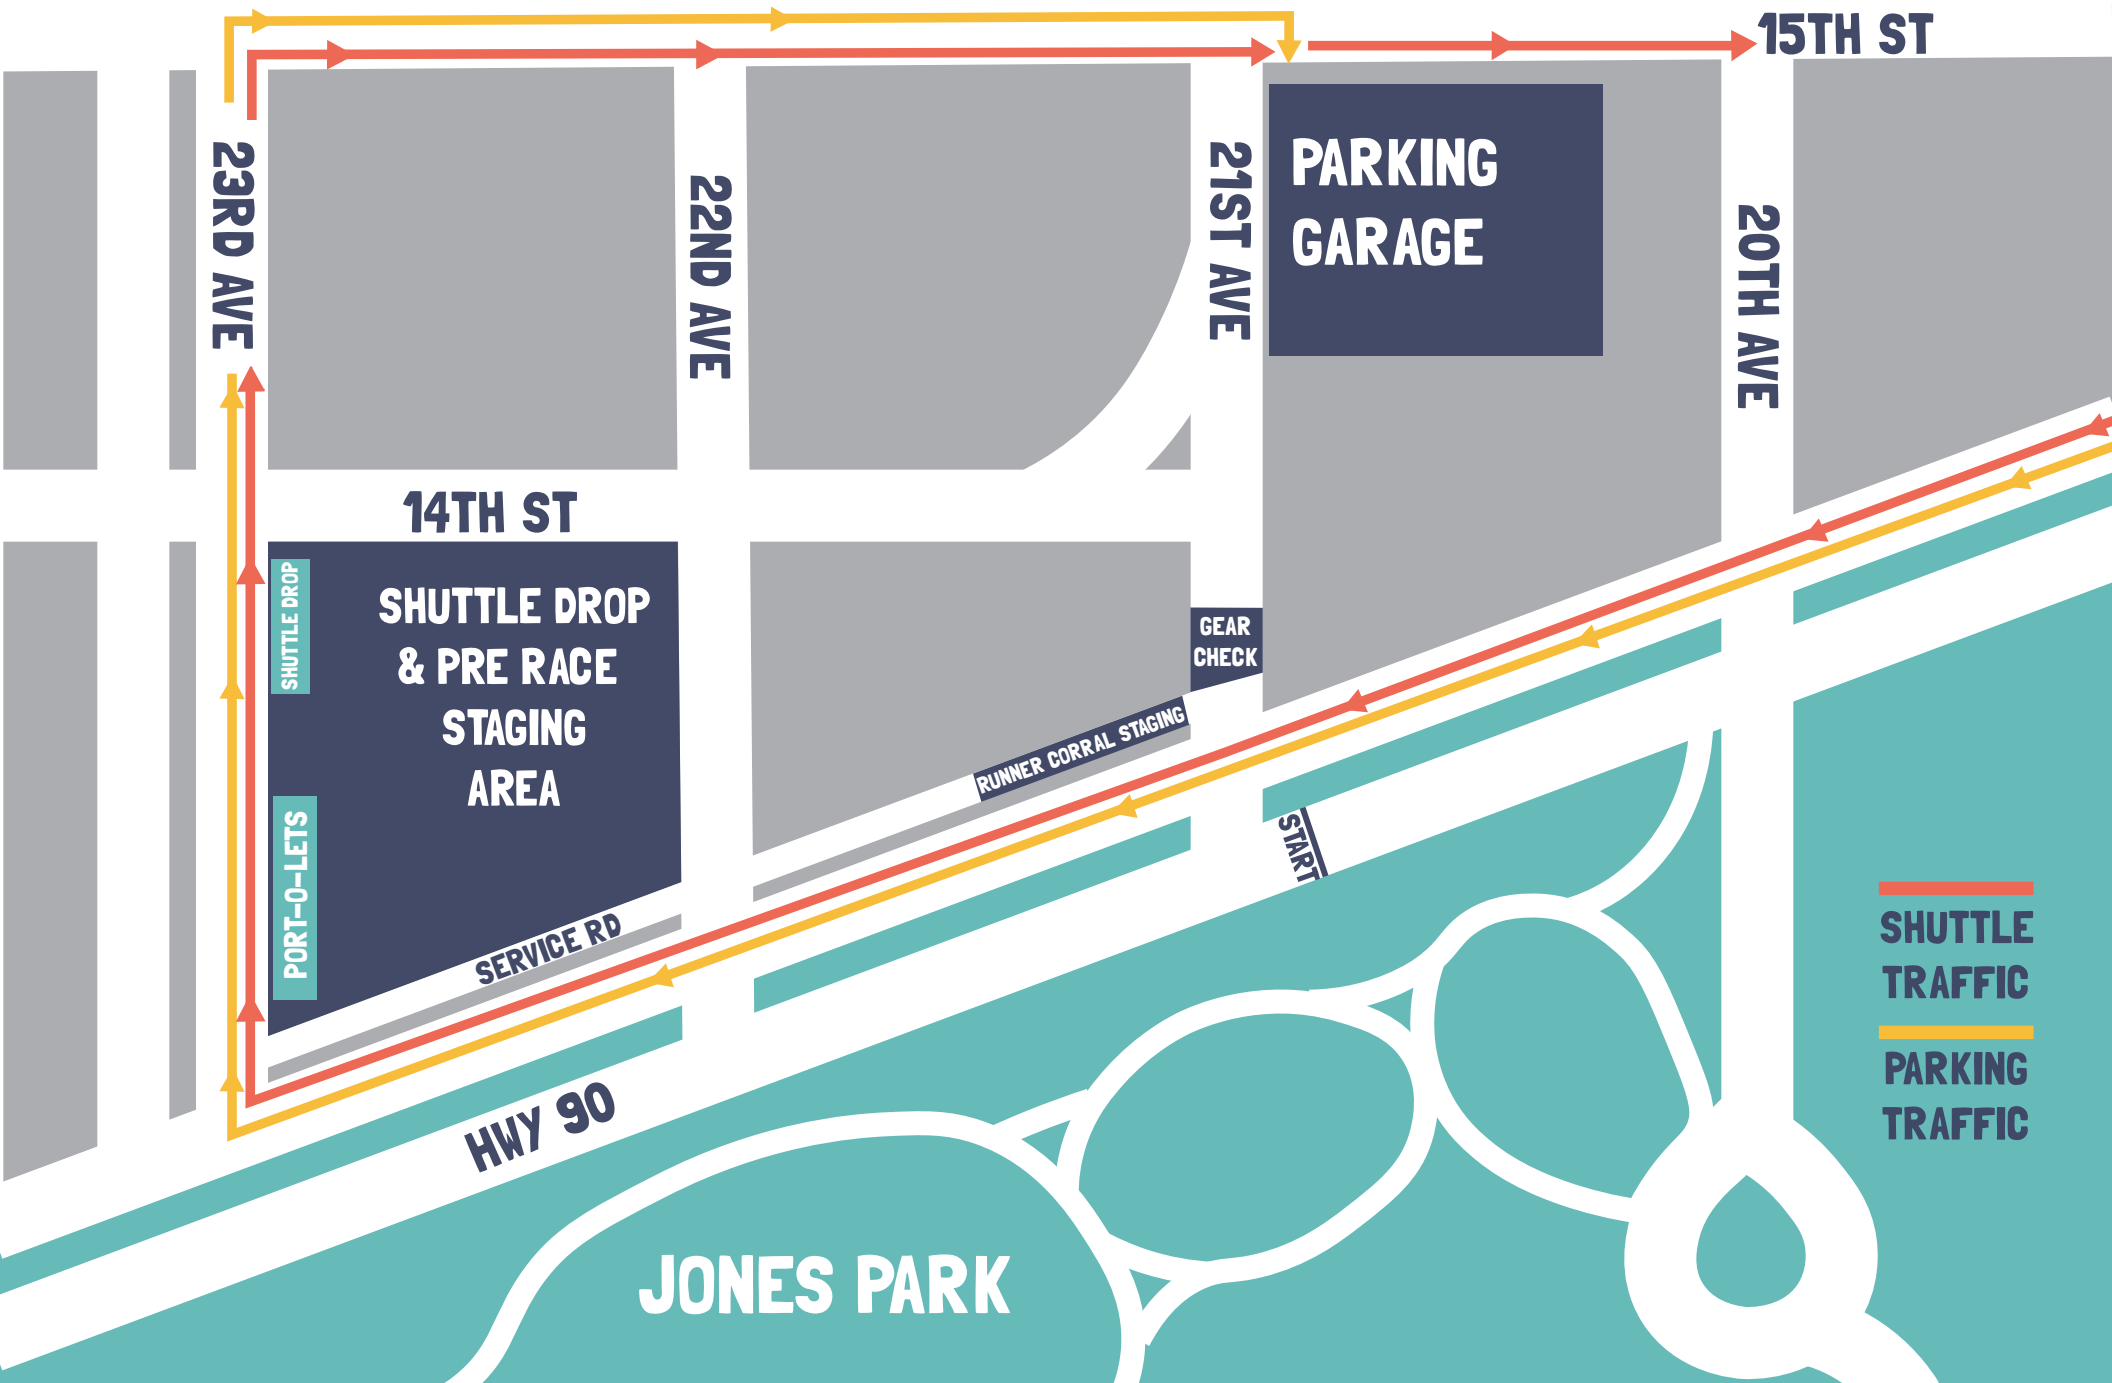 15TH ST
23RD AVE
22ND AVE
21ST AVE
20TH AVE
PARKING
GARAGE
14TH ST
SHUTTLE DROP
SHUTTLE DROP
& PRE RACE
STAGING
AREA
PORT-O-LETS
GEAR
CHECK
RUNNER CORRAL STAGING
START
SERVICE RD
HWY 90
JONES PARK
SHUTTLE
TRAFFIC
PARKING
TRAFFIC